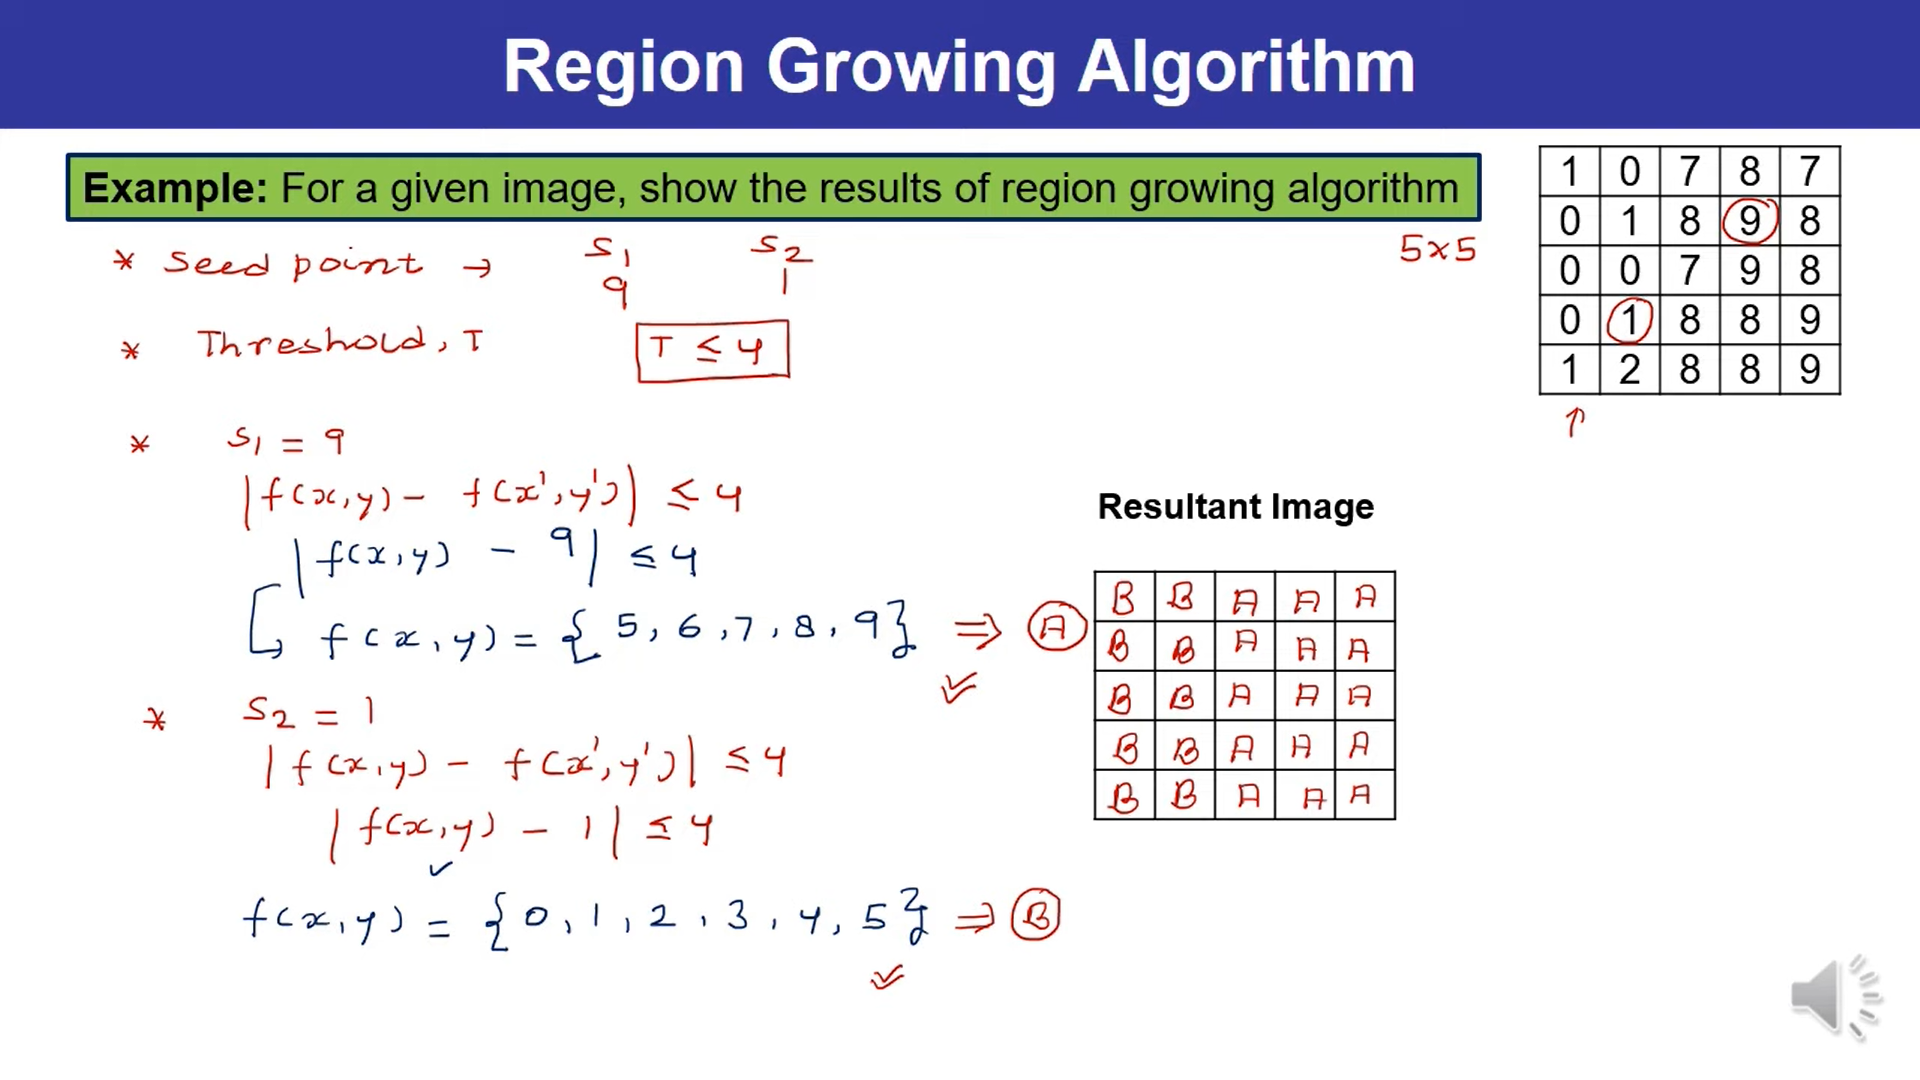 Region Growing Algorithm
Example: For a given image, show the results of region growing algorithm
1 0 7 8 7
0 1 8 9 8
0 0 7 9 8
0 1 8 8 9
1 2 8 8 9
5×5
* Seed point → S1 S2
9 1
* Threshold, T T ≤ 4
↑
* S1 = 9
|f(x,y) - f(x',y')| ≤ 4
|f(x,y) - 9| ≤ 4
f(x,y) = {5, 6, 7, 8, 9} ⇒ A
* S2 = 1
|f(x,y) - f(x',y')| ≤ 4
|f(x,y) - 1| ≤ 4
f(x,y) = {0, 1, 2, 3, 4, 5} ⇒ B
Resultant Image
B B A A A
B B A A A
B B A A A
B B A A A
B B A A A